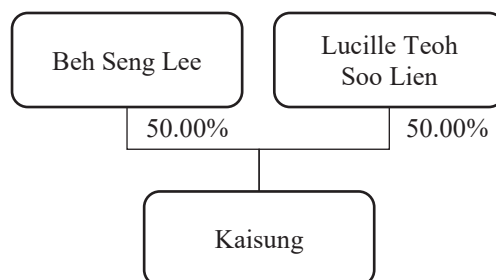 Beh Seng Lee
Lucille Teoh
Soo Lien
50.00%
50.00%
Kaisung